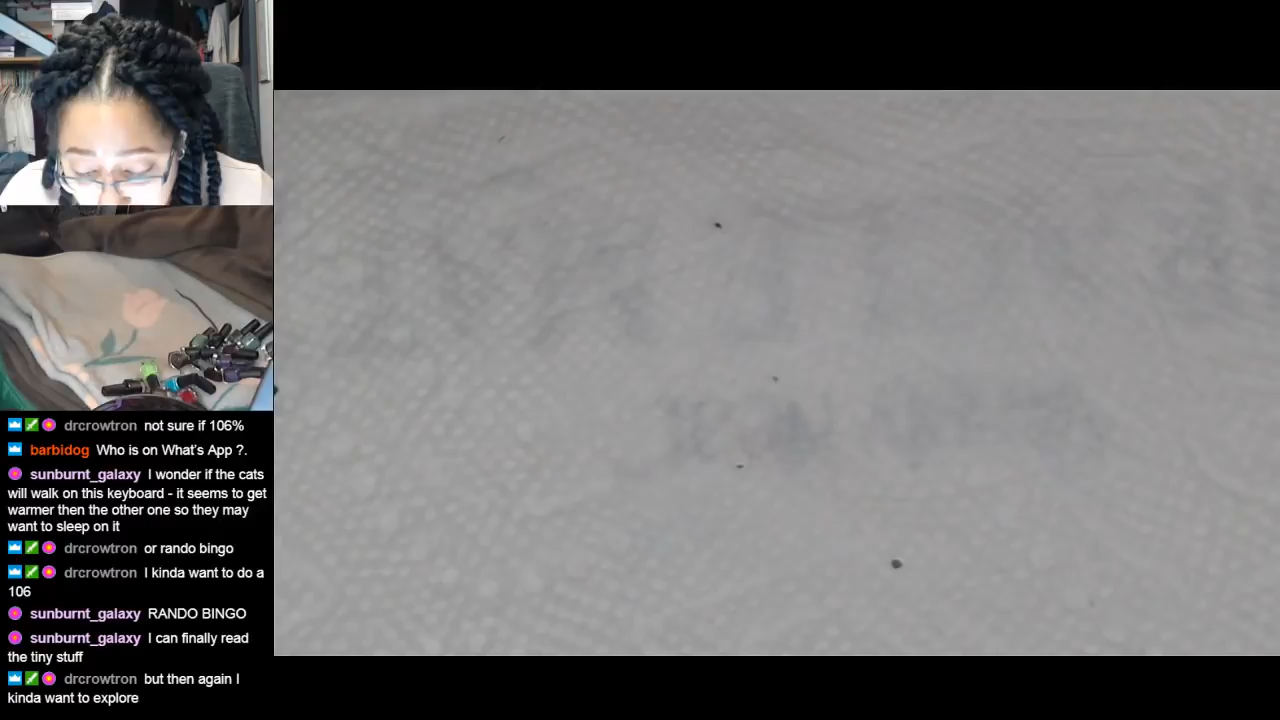 drcrowtron not sure if 106%
barbidog Who is on What's App ?.
sunburnt_galaxy I wonder if the cats
will walk on this keyboard - it seems to get
warmer then the other one so they may
want to sleep on it
drcrowtron or rando bingo
drcrowtron I kinda want to do a
106
sunburnt_galaxy RANDO BINGO
sunburnt_galaxy I can finally read
the tiny stuff
drcrowtron but then again I
kinda want to explore